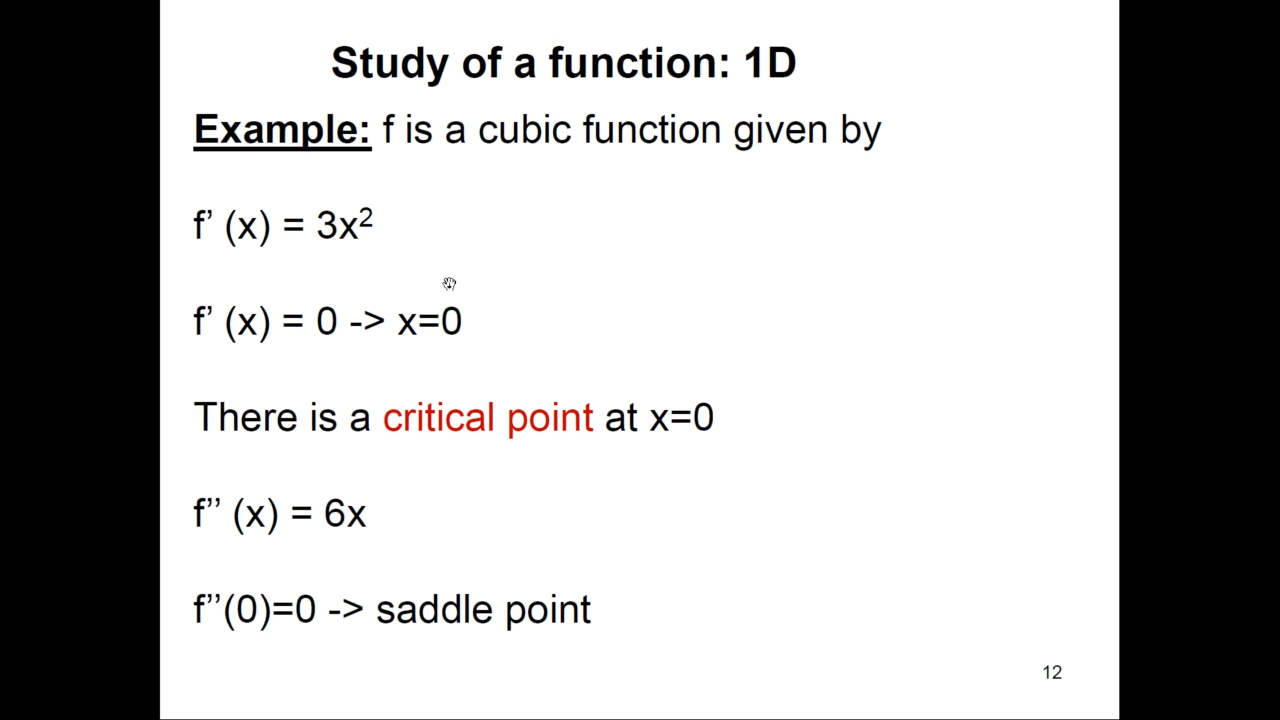 Study of a function: 1D
Example: f is a cubic function given by
f’ (x) = 3x²
f’ (x) = 0 -> x=0
There is a critical point at x=0
f’’ (x) = 6x
f’’(0)=0 -> saddle point
12